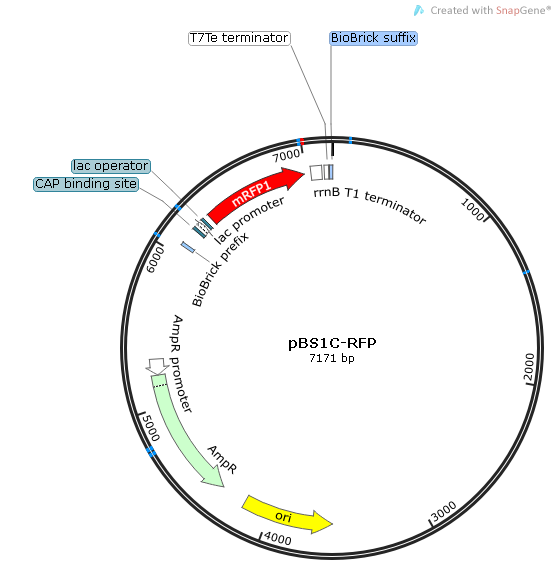 Created with SnapGene®
T7Te terminator
BioBrick suffix
lac operator
CAP binding site
7000
mRFP1
rrnB T1 terminator
lac promoter
BioBrick prefix
1000
6000
pBS1C-RFP
7171 bp
AmpR promoter
2000
5000
AmpR
ori
3000
4000